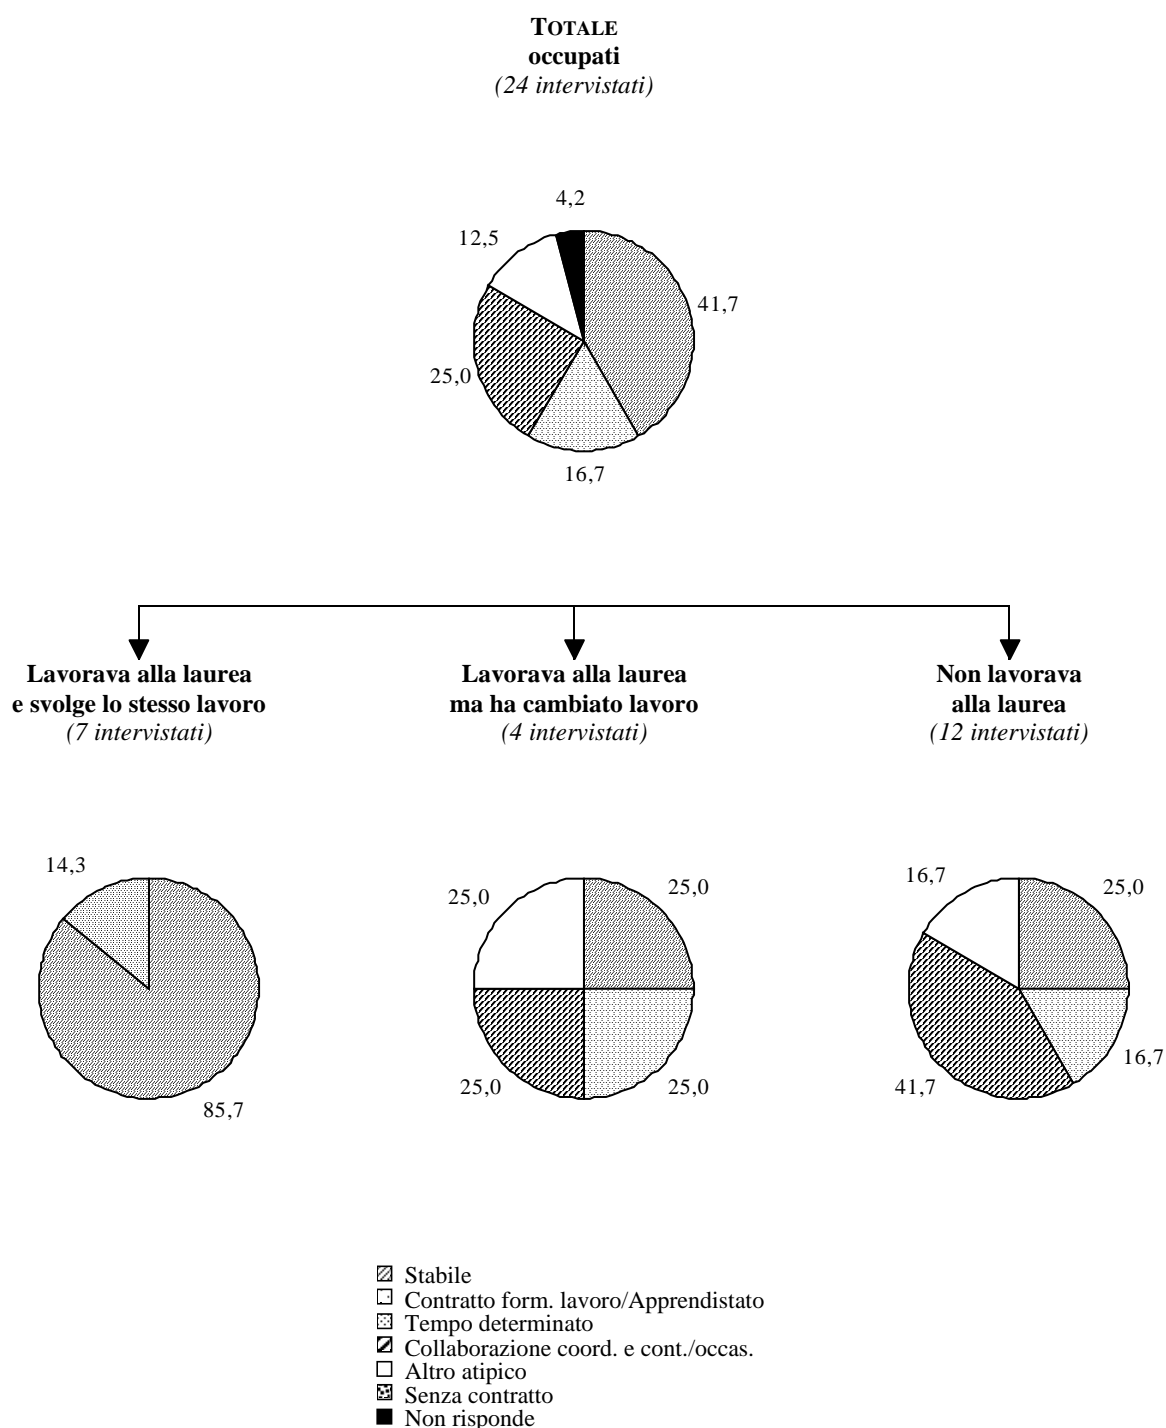 TOTALE
occupati
(24 intervistati)
4,2
12,5
41,7
25,0
16,7
Lavorava alla laurea
e svolge lo stesso lavoro
(7 intervistati)
Lavorava alla laurea
ma ha cambiato lavoro
(4 intervistati)
Non lavorava
alla laurea
(12 intervistati)
14,3
85,7
25,0
25,0
25,0
25,0
16,7
25,0
41,7
16,7
Stabile
Contratto form. lavoro/Apprendistato
Tempo determinato
Collaborazione coord. e cont./occas.
Altro atipico
Senza contratto
Non risponde